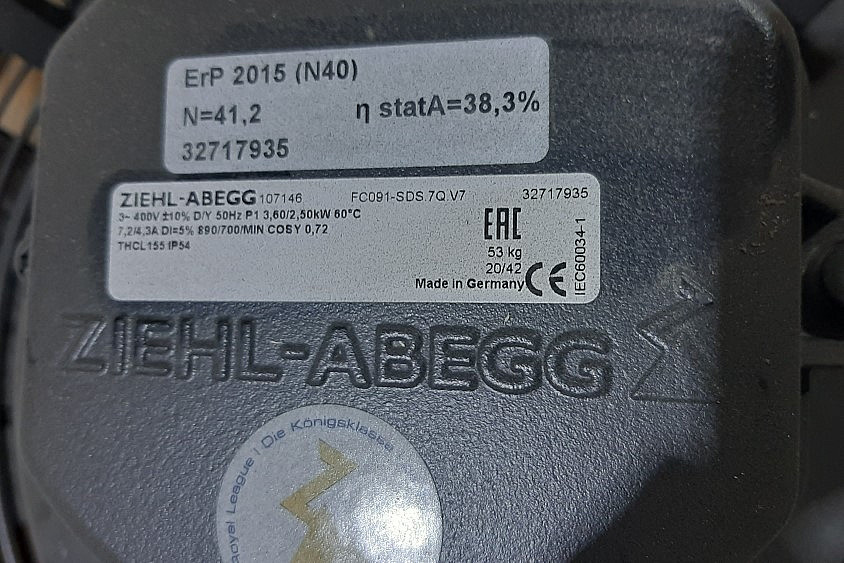 ErP 2015 (N40)
N=41,2 η statA=38,3%
32717935
ZIEHL-ABEGG 107146 FC091-SDS.7Q.V7 32717935
3~ 400V ±10% D/Y 50Hz P1 3,60/2,50kW 60°C
7,2/4,3A DI=5% 890/700/MIN COSY 0,72
THCL155 IP54
EAC
53 kg
20/42
Made in Germany CE
IEC60034-1
ZIEHL-ABEGG
Royal League | Die Königsklasse